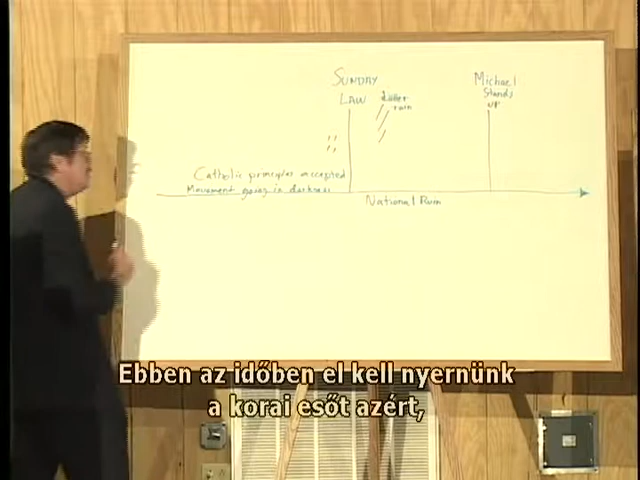 SUNDAY
LAW
Latter
rain
Michael
Stands
up
Catholic principles accepted
Movement going in darkness
National Ruin
Ebben az időben el kell nyernünk
a korai esőt azért,